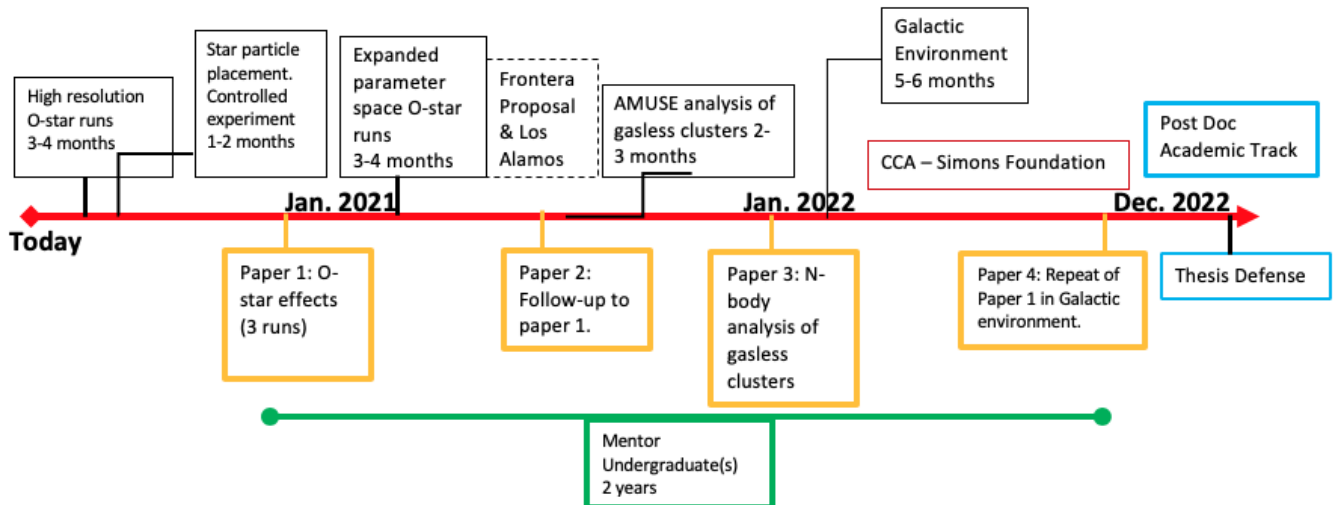 High resolution
O-star runs
3-4 months
Star particle
placement.
Controlled
experiment
1-2 months
Expanded
parameter
space O-star
runs
3-4 months
Frontera
Proposal
& Los
Alamos
AMUSE analysis of
gasless clusters 2-
3 months
Galactic
Environment
5-6 months
CCA – Simons Foundation
Post Doc
Academic Track
Today
Jan. 2021
Jan. 2022
Dec. 2022
Paper 1: O-
star effects
(3 runs)
Paper 2:
Follow-up to
paper 1.
Paper 3: N-
body
analysis of
gasless
clusters
Paper 4: Repeat of
Paper 1 in Galactic
environment.
Thesis Defense
Mentor
Undergraduate(s)
2 years